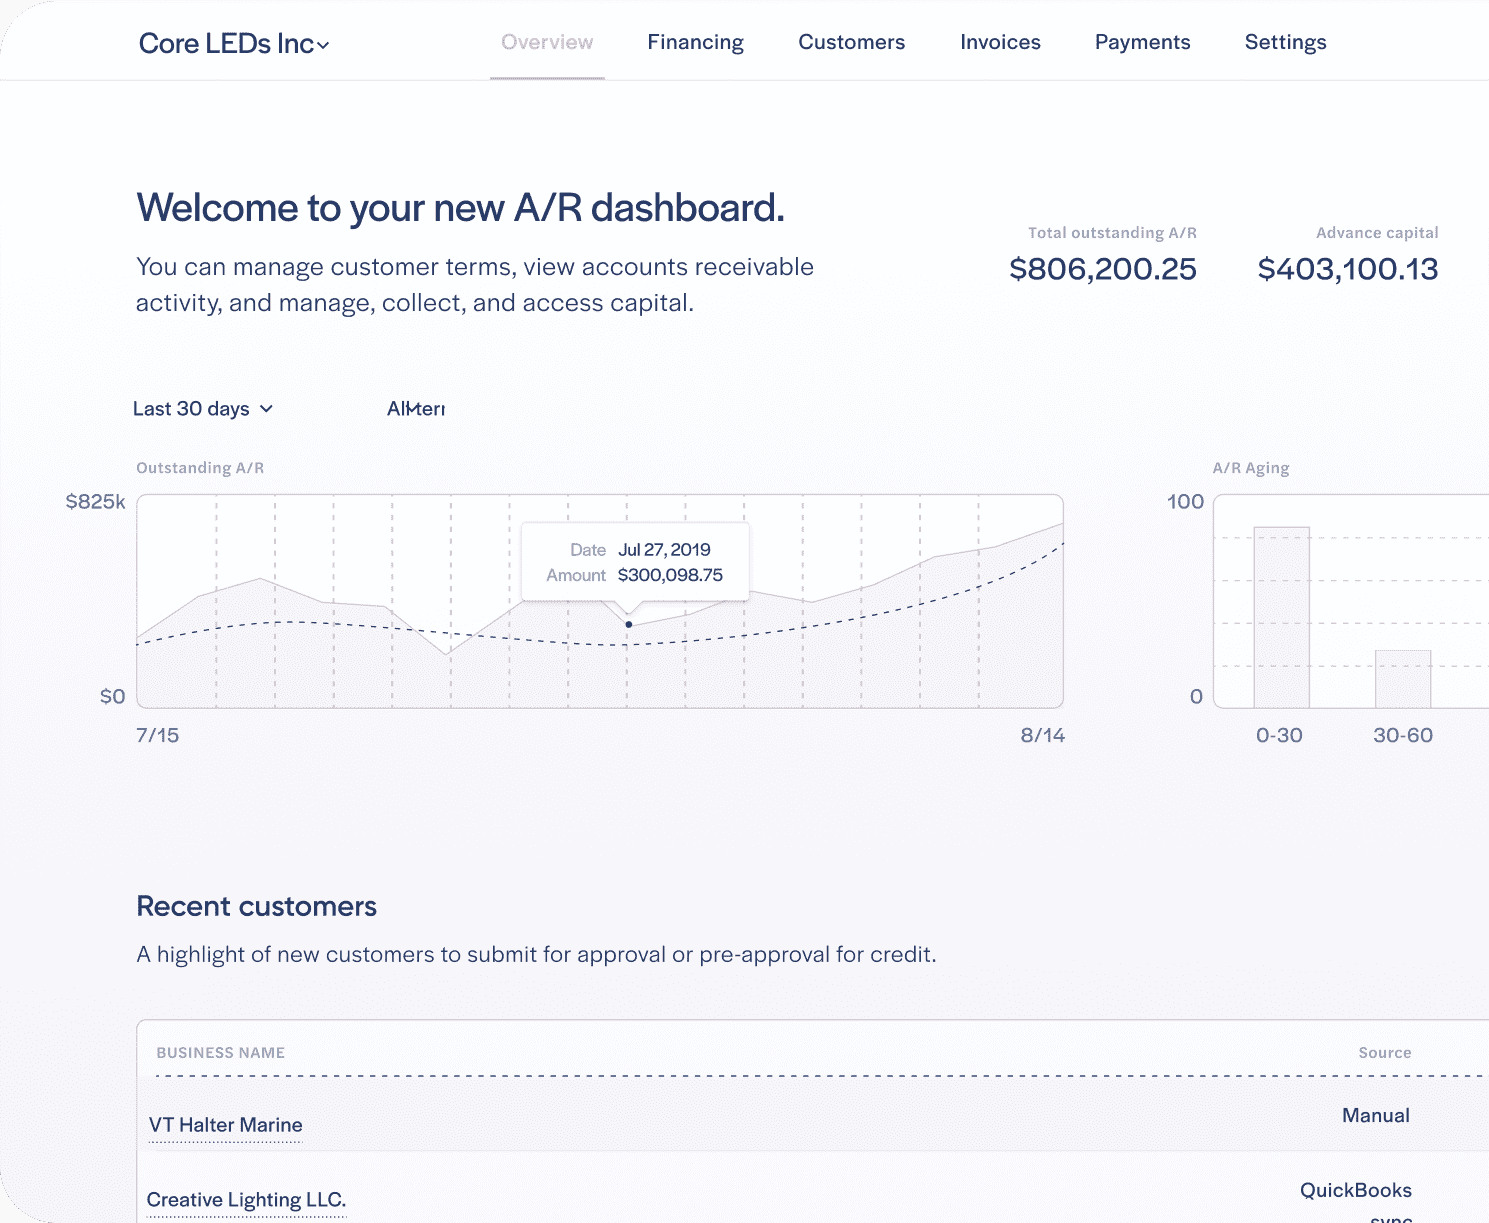 Core LEDs Inc
Overview
Financing
Customers
Invoices
Payments
Settings
Welcome to your new A/R dashboard.
You can manage customer terms, view accounts receivable
activity, and manage, collect, and access capital.
Total outstanding A/R
$806,200.25
Advance capital
$403,100.13
Last 30 days
All
Outstanding A/R
$825k
$0
7/15
8/14
Date Jul 27, 2019
Amount $300,098.75
A/R Aging
100
0
0-30
30-60
Recent customers
A highlight of new customers to submit for approval or pre-approval for credit.
BUSINESS NAME
Source
VT Halter Marine
Manual
Creative Lighting LLC.
QuickBooks
sync